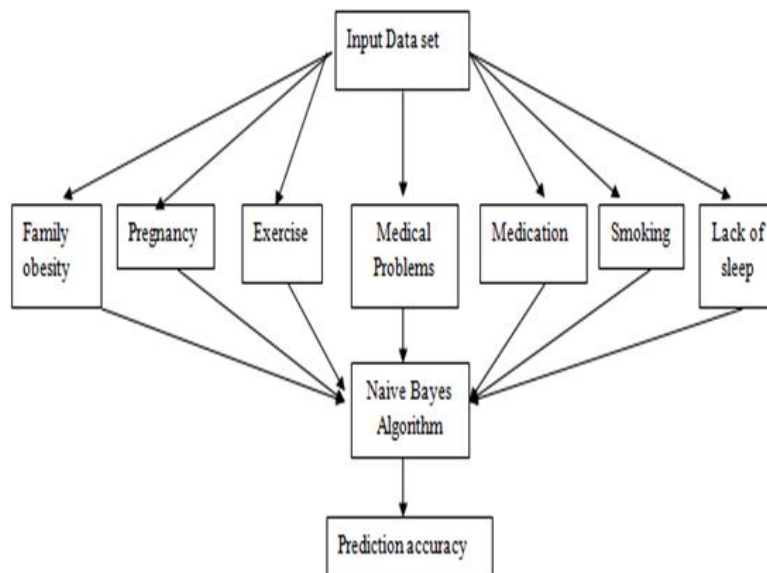 Input Data set
Family
obesity
Pregnancy
Exercise
Medical
Problems
Medication
Smoking
Lack of
sleep
Naive Bayes
Algorithm
Prediction accuracy